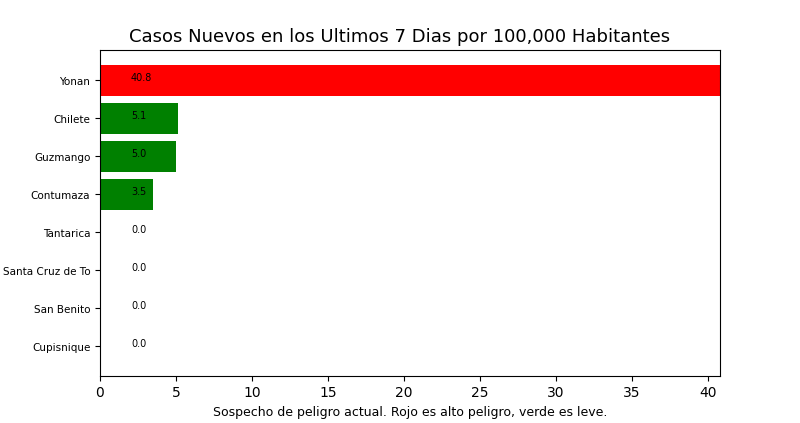 Casos Nuevos en los Ultimos 7 Dias por 100,000 Habitantes
Yonan 40.8
Chilete 5.1
Guzmango 5.0
Contumaza 3.5
Tantarica 0.0
Santa Cruz de To 0.0
San Benito 0.0
Cupisnique 0.0
0 5 10 15 20 25 30 35 40
Sospecho de peligro actual. Rojo es alto peligro, verde es leve.